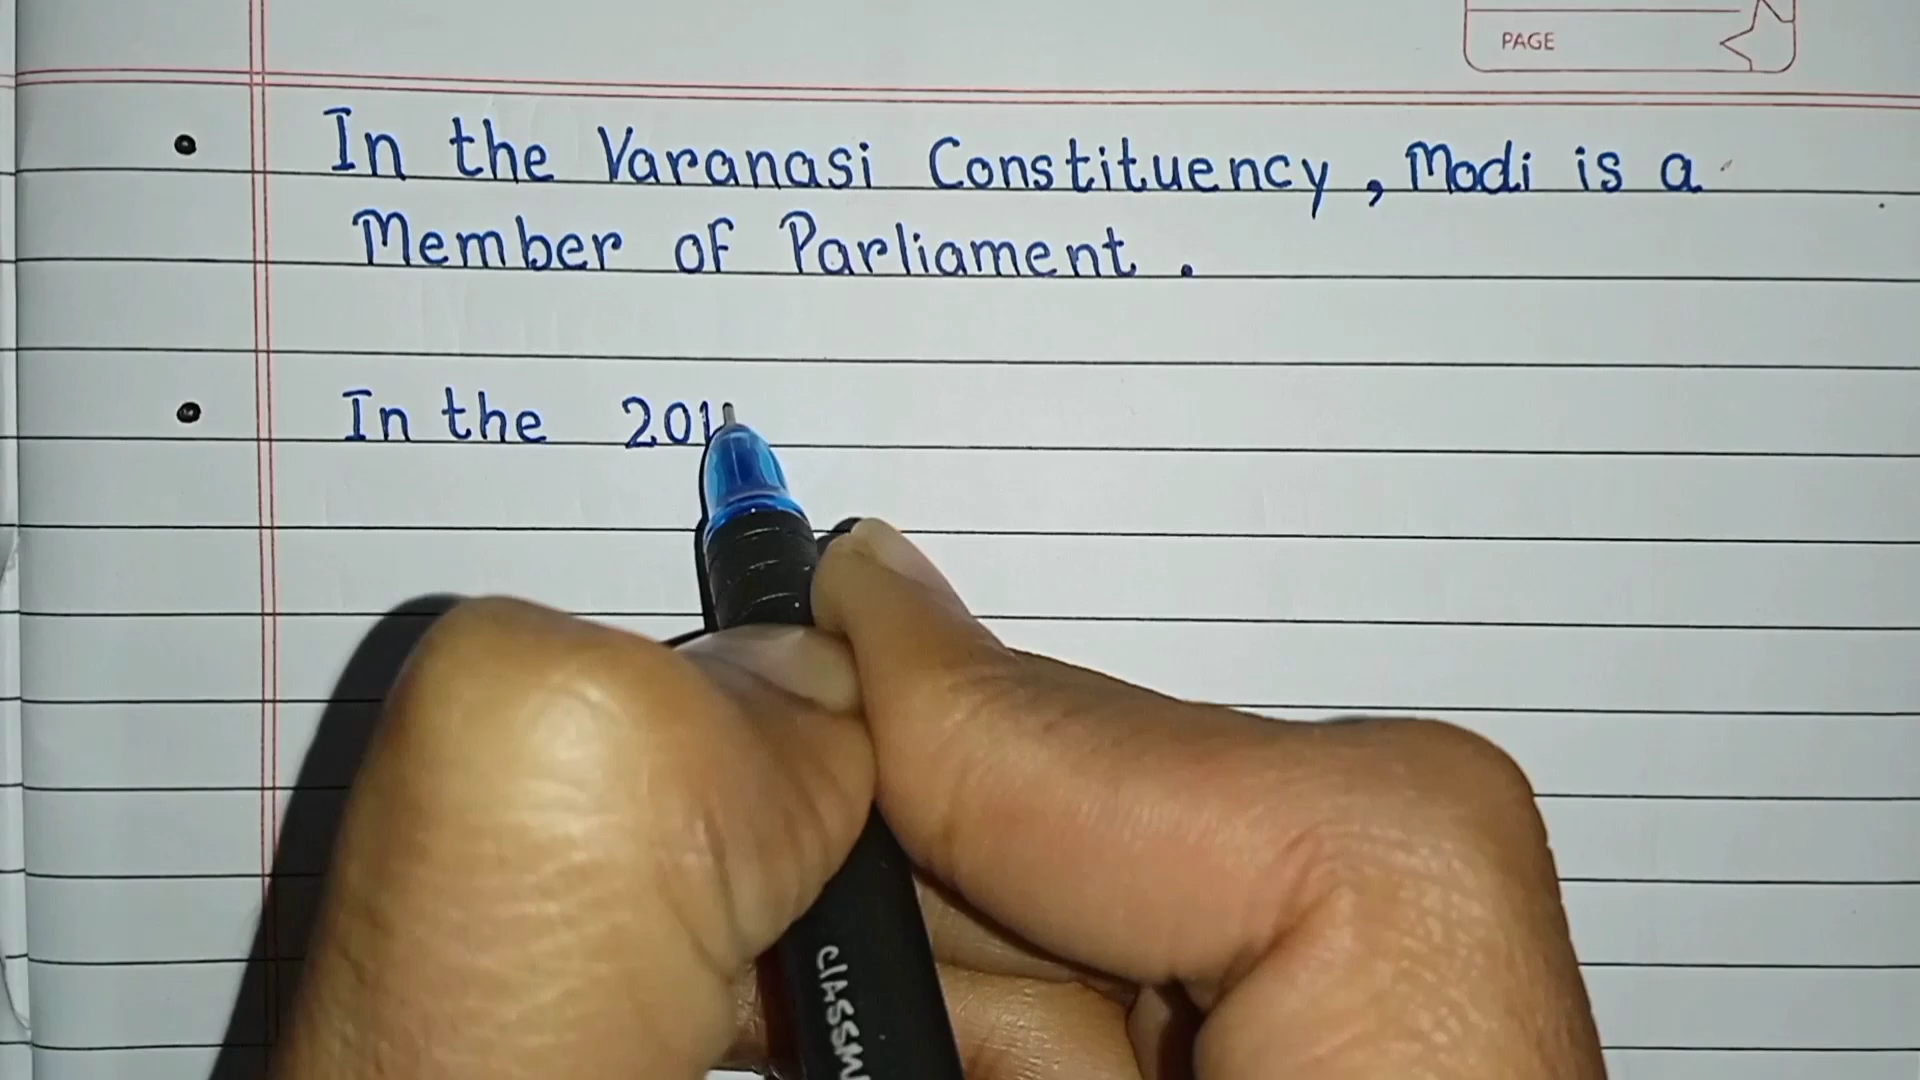 PAGE
In the Varanasi Constituency, Modi is a
Member of Parliament.
In the 201
classm